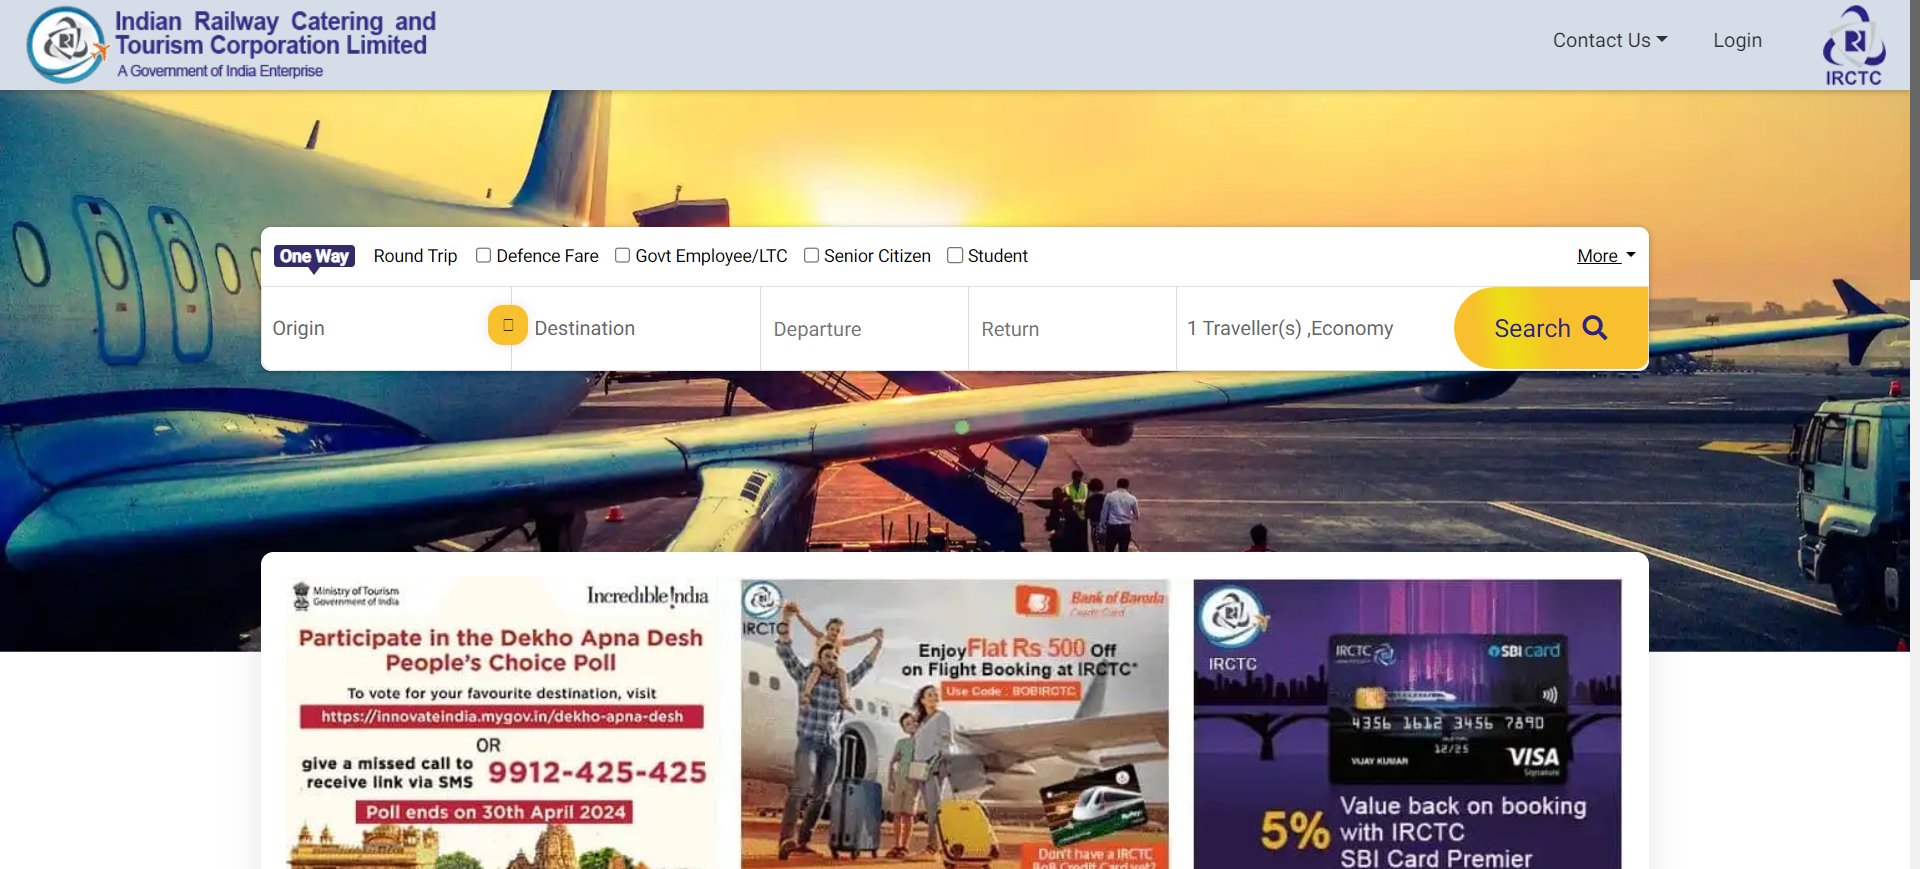 Indian Railway Catering and
Tourism Corporation Limited
A Government of India Enterprise
Contact Us
Login
IRCTC
One Way
Round Trip
Defence Fare
Govt Employee/LTC
Senior Citizen
Student
More
Origin
Destination
Departure
Return
1 Traveller(s) ,Economy
Search
Ministry of Tourism
Government of India
Incredible!ndia
Participate in the Dekho Apna Desh
People's Choice Poll
To vote for your favourite destination, visit
https://innovateindia.mygov.in/dekho-apna-desh
OR
give a missed call to
receive link via SMS
9912-425-425
Poll ends on 30th April 2024
IRCTC
Bank of Baroda
Credit Card
Enjoy Flat Rs 500 Off
on Flight Booking at IRCTC*
Use Code : BOBIRCTC
Don't have a IRCTC
BoB Credit Card yet?
IRCTC
IRCTC
SBI card
4356 1612 3456 7890
12/25
VIJAY KUMAR
VISA
Signature
5%
Value back on booking
with IRCTC
SBI Card Premier